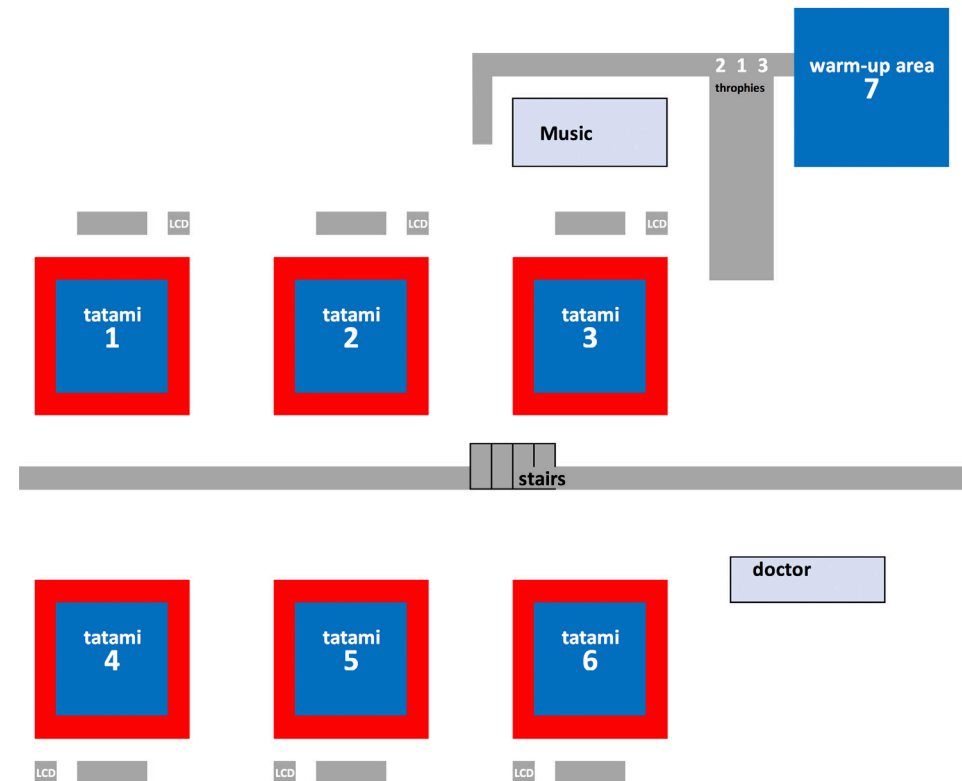 2 1 3
throphies
warm-up area
7
Music
LCD
LCD
LCD
tatami
1
tatami
2
tatami
3
stairs
doctor
tatami
4
tatami
5
tatami
6
LCD
LCD
LCD